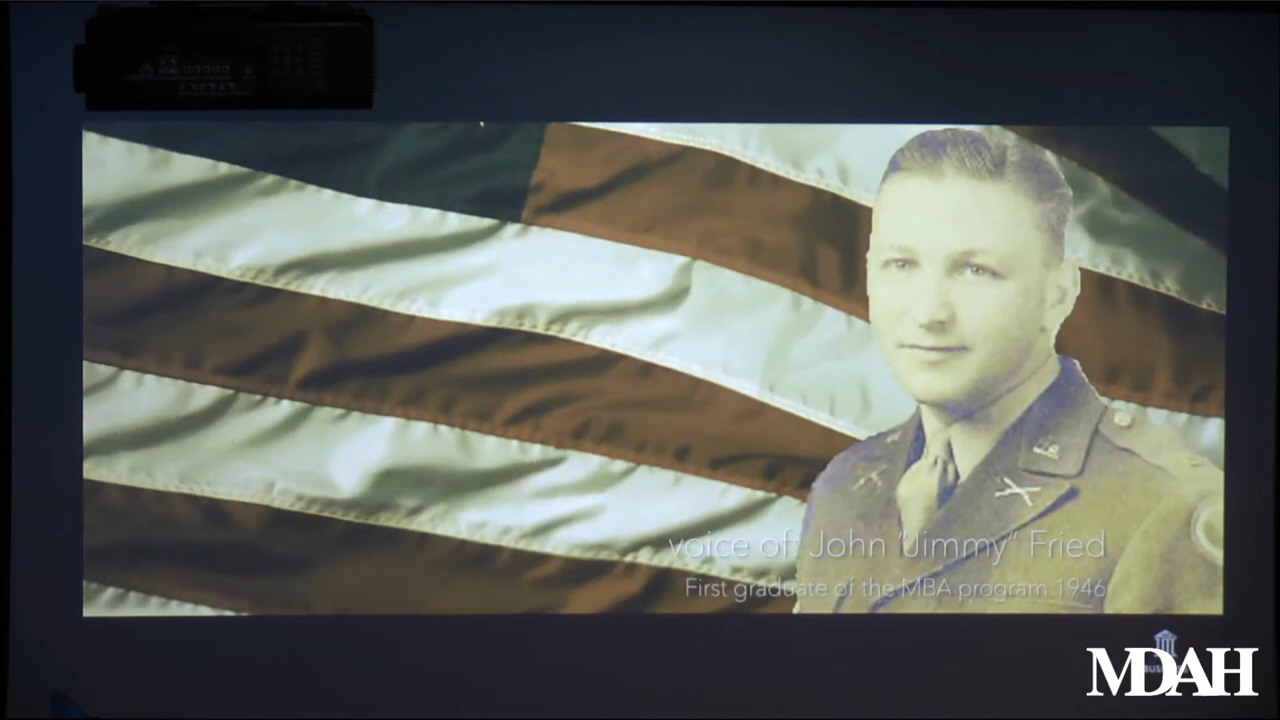 voice of: John "Jimmy" Fried
First graduate of the MBA program 1946
MDAH